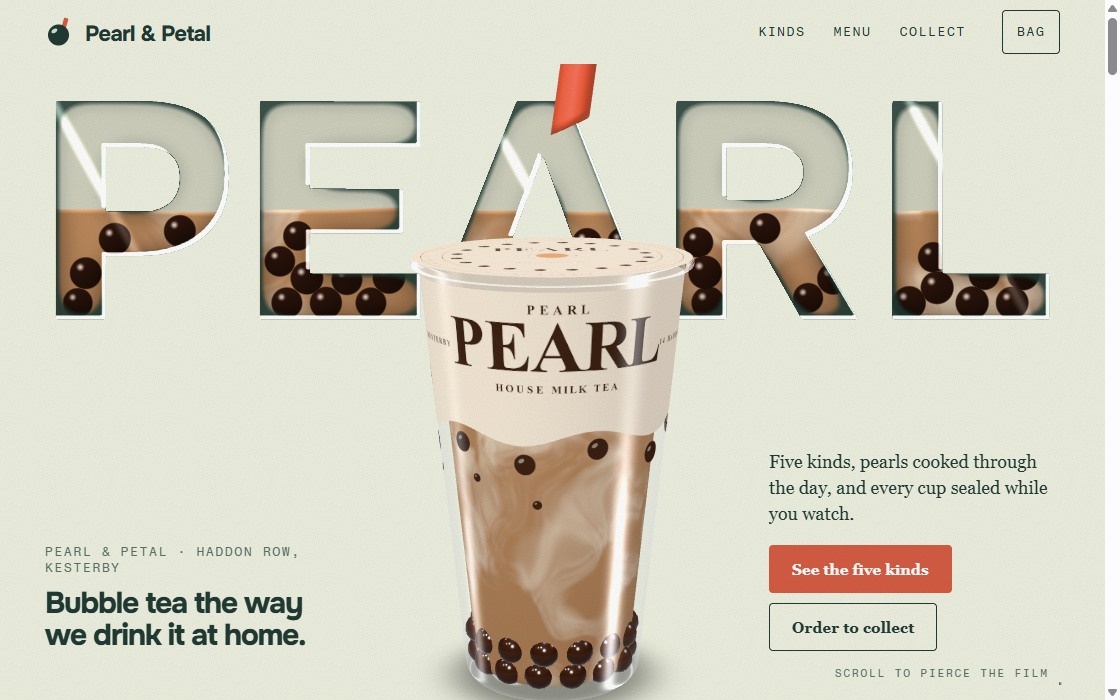 Pearl & Petal
KINDS MENU COLLECT BAG
PEARL
PEARL
PEARL
PEARL
HOUSE MILK TEA
Five kinds, pearls cooked through
the day, and every cup sealed while
you watch.
PEARL & PETAL · HADDON ROW,
KESTERBY
Bubble tea the way
we drink it at home.
See the five kinds
Order to collect
SCROLL TO PIERCE THE FILM